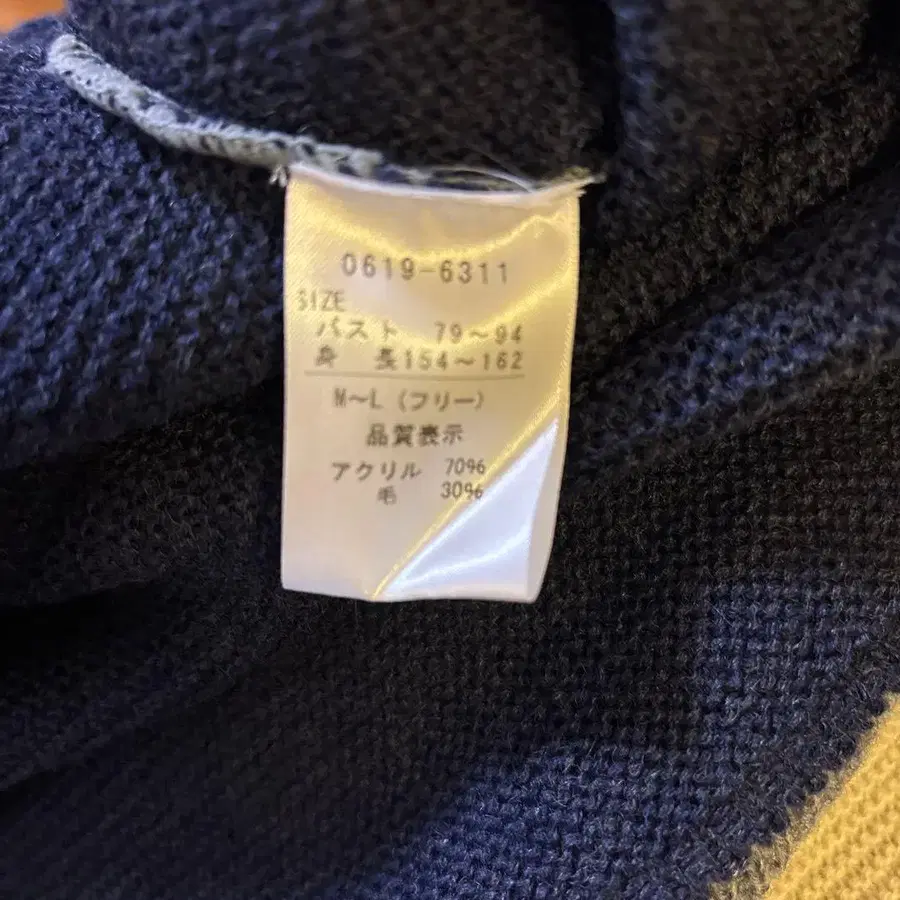 0619-6311
SIZE
バスト 79〜94
身 長154〜162
M〜L (フリー)
品質表示
アクリル 70%
毛 30%